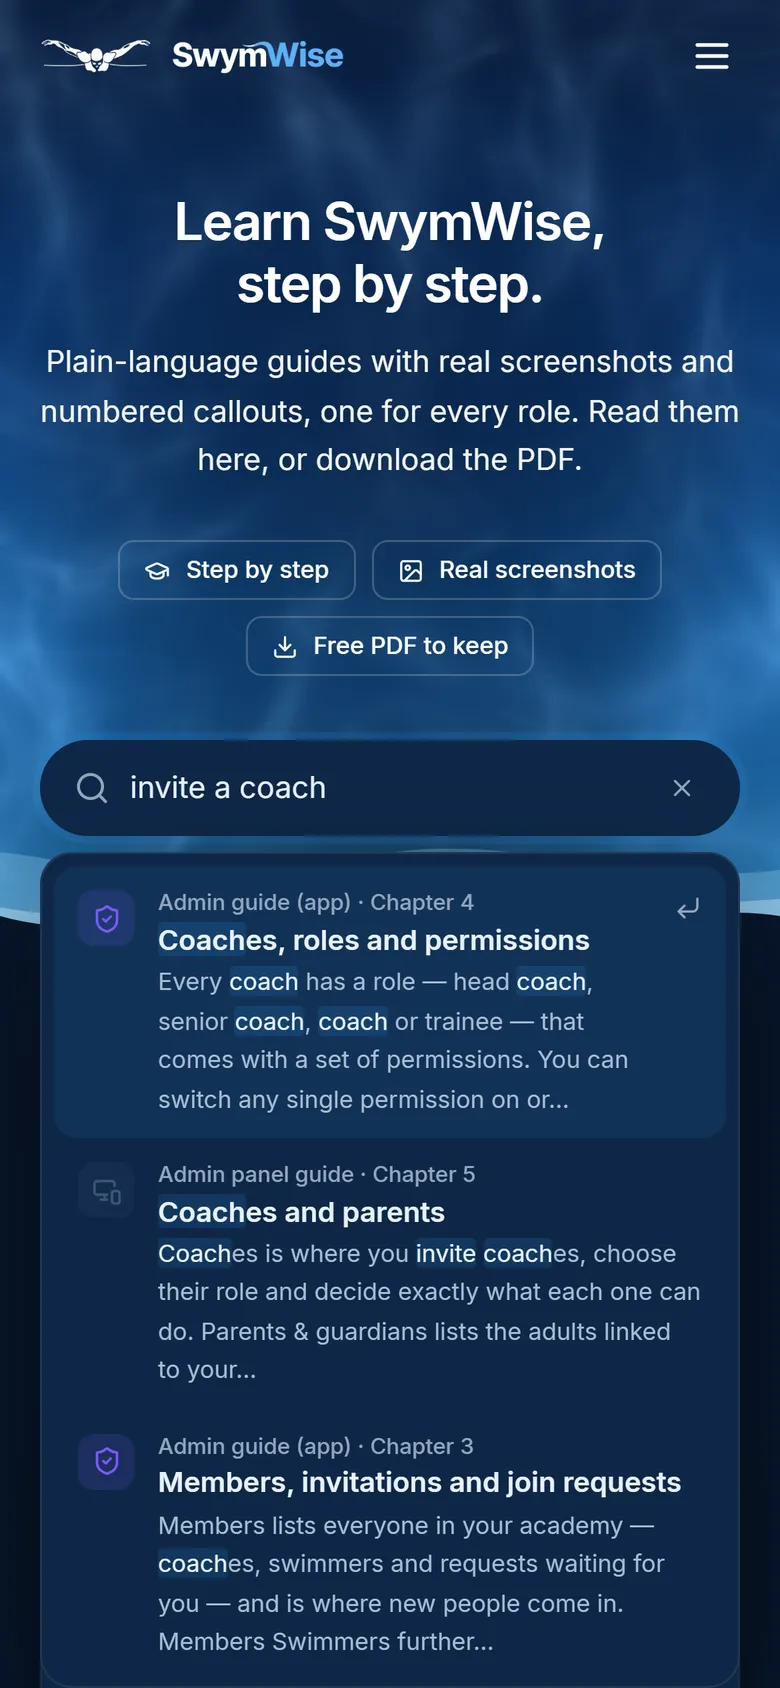 SwymWise
Learn SwymWise,
step by step.
Plain-language guides with real screenshots and
numbered callouts, one for every role. Read them
here, or download the PDF.
Step by step
Real screenshots
Free PDF to keep
invite a coach
Admin guide (app) · Chapter 4
Coaches, roles and permissions
Every coach has a role — head coach,
senior coach, coach or trainee — that
comes with a set of permissions. You can
switch any single permission on or...
Admin panel guide · Chapter 5
Coaches and parents
Coaches is where you invite coaches, choose
their role and decide exactly what each one can
do. Parents & guardians lists the adults linked
to your...
Admin guide (app) · Chapter 3
Members, invitations and join requests
Members lists everyone in your academy —
coaches, swimmers and requests waiting for
you — and is where new people come in.
Members Swimmers further...